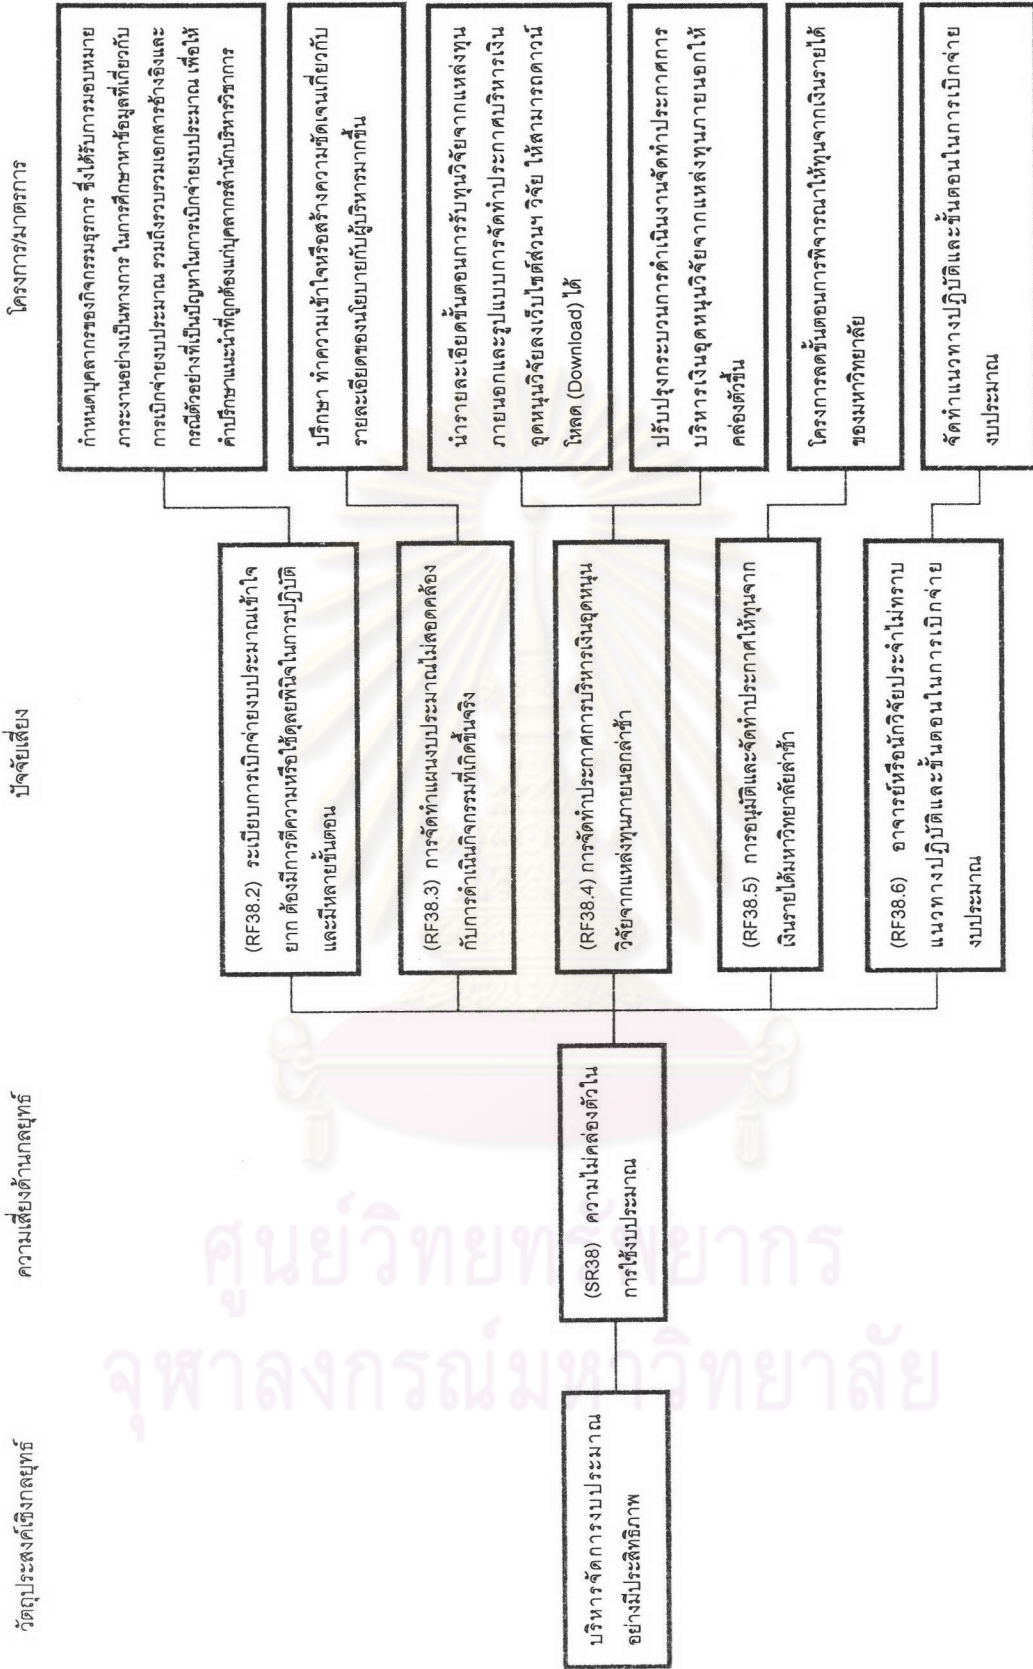 วัตถุประสงค์เชิงกลยุทธ์
ความเสี่ยงด้านกลยุทธ์
ปัจจัยเสี่ยง
โครงการ/มาตรการ
บริหารจัดการงบประมาณ
อย่างมีประสิทธิภาพ
(SR38) ความไม่คล่องตัวใน
การใช้งบประมาณ
(RF38.2) ระเบียบการเบิกจ่ายงบประมาณเข้าใจ
ยาก ต้องมีการตีความหรือใช้ดุลยพินิจในการปฏิบัติ
และมีหลายขั้นตอน
(RF38.3) การจัดทำแผนงบประมาณไม่สอดคล้อง
กับการดำเนินกิจกรรมที่เกิดขึ้นจริง
(RF38.4) การจัดทำประกาศการบริหารเงินอุดหนุน
วิจัยจากแหล่งทุนภายนอกล่าช้า
(RF38.5) การอนุมัติและจัดทำประกาศให้ทุนจาก
เงินรายได้มหาวิทยาลัยล่าช้า
(RF38.6) อาจารย์หรือนักวิจัยประจำไม่ทราบ
แนวทางปฏิบัติและขั้นตอนในการเบิกจ่าย
งบประมาณ
กำหนดบุคลากรของกิจกรรมธุรการ ซึ่งได้รับการมอบหมาย
ภาระงานอย่างเป็นทางการ ในการศึกษาหาข้อมูลที่เกี่ยวกับ
การเบิกจ่ายงบประมาณ รวมถึงรวบรวมเอกสารอ้างอิงและ
กรณีตัวอย่างที่เป็นปัญหาในการเบิกจ่ายงบประมาณ เพื่อให้
คำปรึกษาแนะนำที่ถูกต้องแก่บุคลากรสำนักบริหารวิชาการ
ปรึกษา ทำความเข้าใจหรือสร้างความชัดเจนเกี่ยวกับ
รายละเอียดของนโยบายกับผู้บริหารมากขึ้น
นำรายละเอียดขั้นตอนการรับทุนวิจัยจากแหล่งทุน
ภายนอกและรูปแบบการจัดทำประกาศบริหารเงิน
อุดหนุนวิจัยลงเว็บไซต์ส่วนฯ วิจัย ให้สามารถดาวน์
โหลด (Download) ได้
ปรับปรุงกระบวนการดำเนินงานจัดทำประกาศการ
บริหารเงินอุดหนุนวิจัยจากแหล่งทุนภายนอกให้
คล่องตัวขึ้น
โครงการลดขั้นตอนการพิจารณาให้ทุนจากเงินรายได้
ของมหาวิทยาลัย
จัดทำแนวทางปฏิบัติและขั้นตอนในการเบิกจ่าย
งบประมาณ
ศูนย์วิทยทรัพยากร
จุฬาลงกรณ์มหาวิทยาลัย